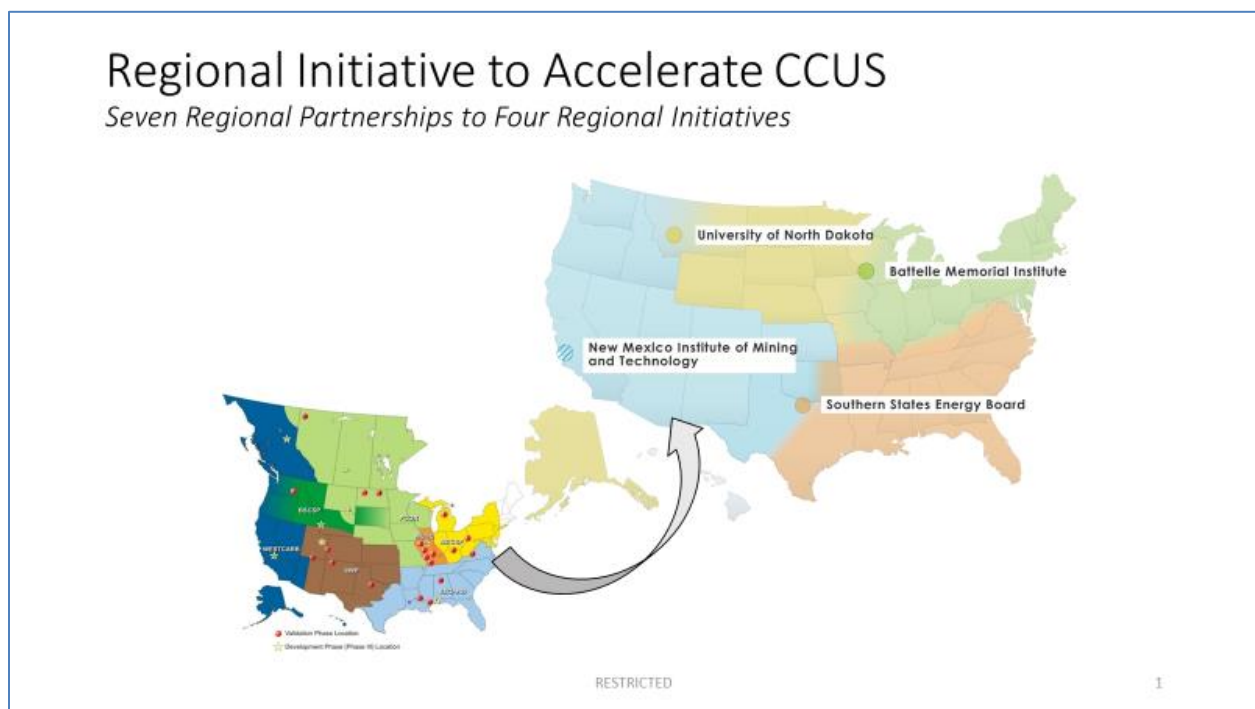 Regional Initiative to Accelerate CCUS
Seven Regional Partnerships to Four Regional Initiatives
University of North Dakota
Battelle Memorial Institute
New Mexico Institute of Mining
and Technology
Southern States Energy Board
BSCSP
WESTCARB
SWP
Validation Phase Location
Development Phase (Phase III) Location
RESTRICTED
1